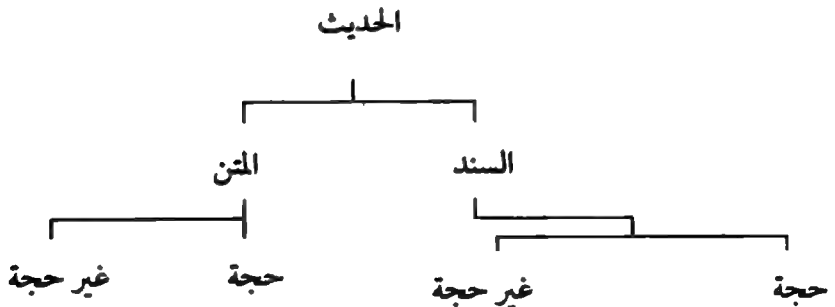 الحديث
السند المتن
حجة غير حجة حجة غير حجة